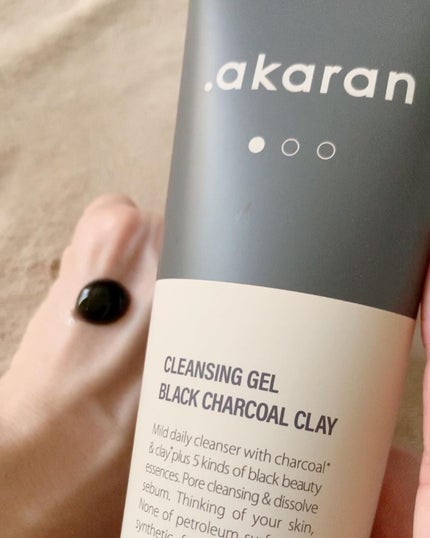 .akaran
CLEANSING GEL
BLACK CHARCOAL CLAY
Mild daily cleanser with charcoal*
& clay*plus 5 kinds of black beauty
essences. Pore cleansing & dissolve
sebum. Thinking of your skin,
None of petroleum
synthetic